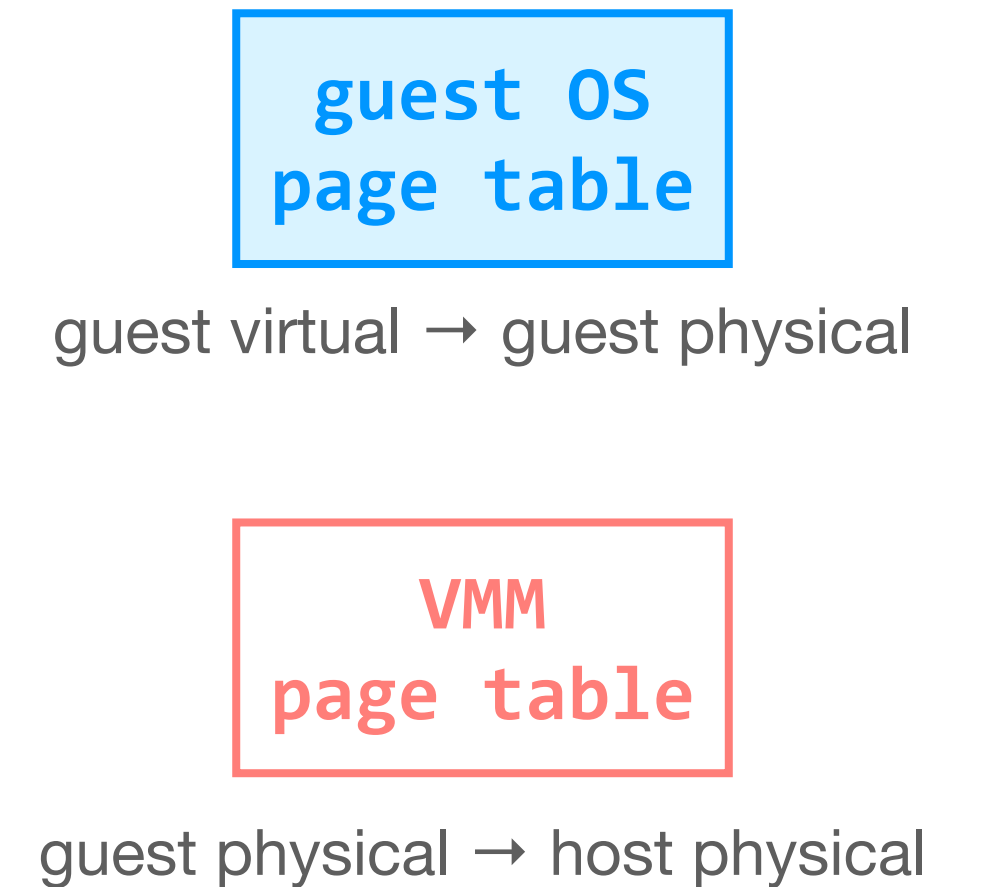 guest OS
page table
guest virtual → guest physical
VMM
page table
guest physical → host physical